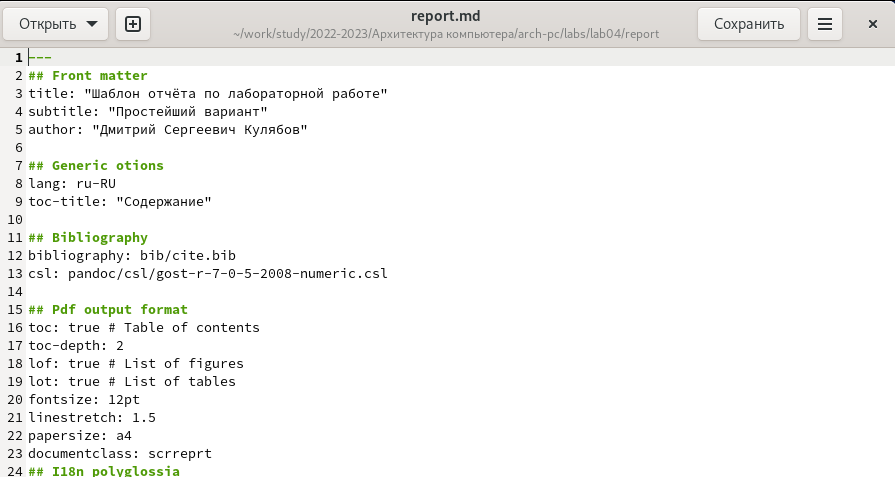 Открыть
report.md
~/work/study/2022-2023/Архитектура компьютера/arch-pc/labs/lab04/report
Сохранить
1 ---
2 ## Front matter
3 title: "Шаблон отчёта по лабораторной работе"
4 subtitle: "Простейший вариант"
5 author: "Дмитрий Сергеевич Кулябов"
6
7 ## Generic otions
8 lang: ru-RU
9 toc-title: "Содержание"
10
11 ## Bibliography
12 bibliography: bib/cite.bib
13 csl: pandoc/csl/gost-r-7-0-5-2008-numeric.csl
14
15 ## Pdf output format
16 toc: true # Table of contents
17 toc-depth: 2
18 lof: true # List of figures
19 lot: true # List of tables
20 fontsize: 12pt
21 linestretch: 1.5
22 papersize: a4
23 documentclass: scrreprt
24 ## I18n polyglossia